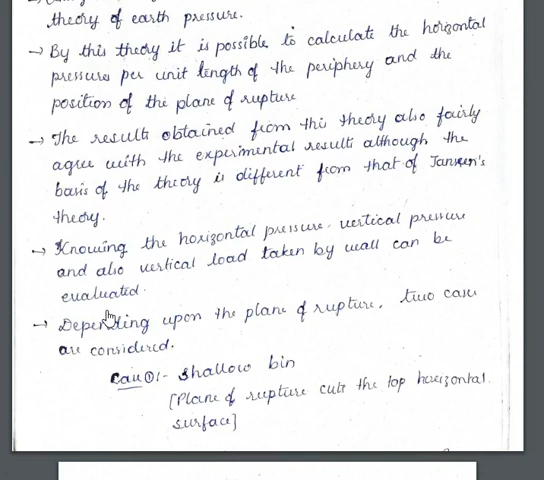 theory of earth pressure.
→ By this theory it is possible to calculate the horizontal
pressures per unit length of the periphery and the
position of the plane of rupture
→ The results obtained from this theory also fairly
agree with the experimental results although the
basis of the theory is different from that of Janssen's
theory.
→ Knowing the horizontal pressure, vertical pressure
and also vertical load taken by wall can be
evaluated.
→ Depending upon the plane of rupture, two cases
are considered.
Case ①:- Shallow bin
[Plane of rupture cuts the top horizontal
surface]